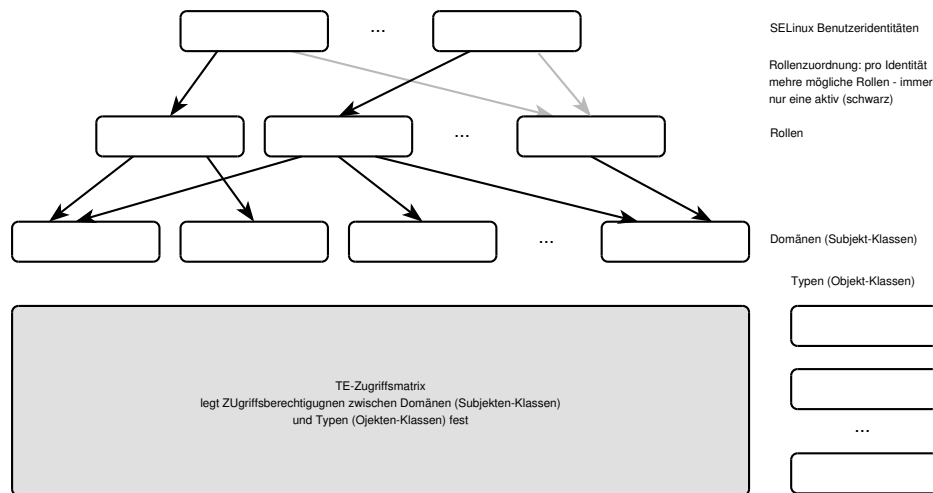 ...
SELinux Benutzeridentitäten
Rollenzuordnung: pro Identität
mehre mögliche Rollen - immer
nur eine aktiv (schwarz)
...
Rollen
...
Domänen (Subjekt-Klassen)
Typen (Objekt-Klassen)
TE-Zugriffsmatrix
legt ZUgriffsberechtigugnen zwischen Domänen (Subjekten-Klassen)
und Typen (Ojekten-Klassen) fest
...